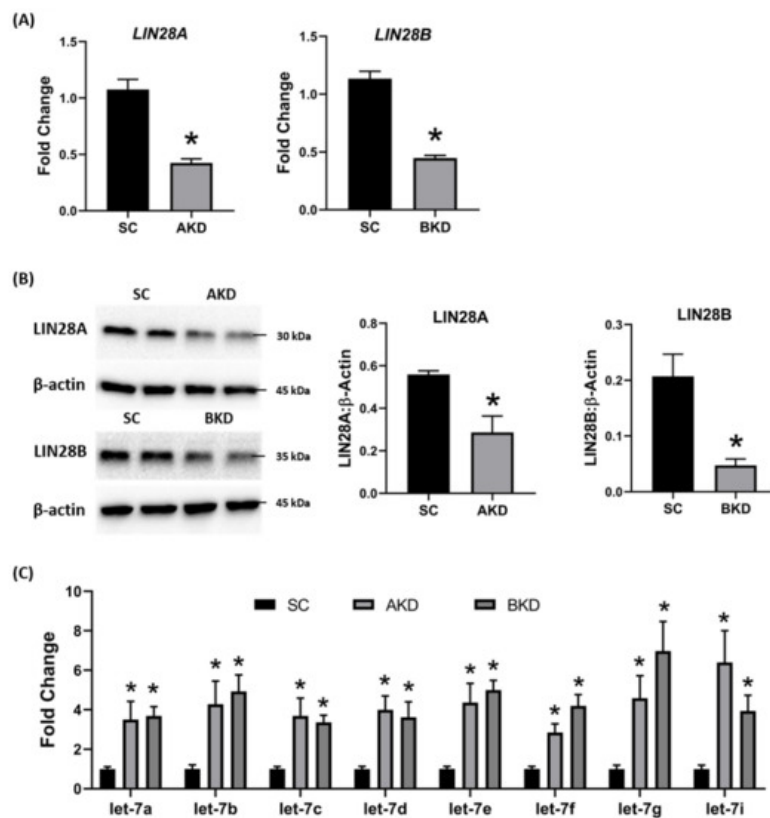 (A)
LIN28A
Fold Change
1.5
1.0
0.5
0.0
*
SC AKD
LIN28B
Fold Change
1.5
1.0
0.5
0.0
*
SC BKD
(B)
SC AKD
LIN28A
30 kDa
β-actin
45 kDa
SC BKD
LIN28B
35 kDa
β-actin
45 kDa
LIN28A
LIN28A:β-Actin
0.6
0.4
0.2
0.0
*
SC AKD
LIN28B
LIN28B:β-Actin
0.3
0.2
0.1
0.0
*
SC BKD
(C)
SC AKD BKD
Fold Change
10
8
6
4
2
0
* * * * * * * * * * * * * * * *
let-7a let-7b let-7c let-7d let-7e let-7f let-7g let-7i